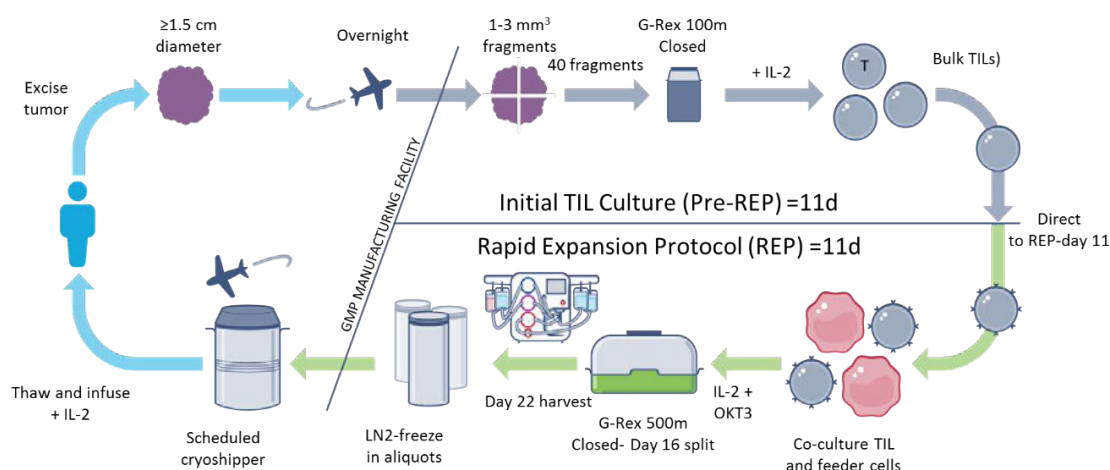 ≥1.5 cm
diameter
Overnight
1-3 mm³
fragments
40 fragments
G-Rex 100m
Closed
+ IL-2
T
Bulk TILs)
Excise
tumor
GMP MANUFACTURING FACILITY
Initial TIL Culture (Pre-REP) =11d
Direct
to REP-day 11
Rapid Expansion Protocol (REP) =11d
Thaw and infuse
+ IL-2
Scheduled
cryoshipper
LN2-freeze
in aliquots
Day 22 harvest
G-Rex 500m
Closed- Day 16 split
IL-2 +
OKT3
Co-culture TIL
and feeder cells